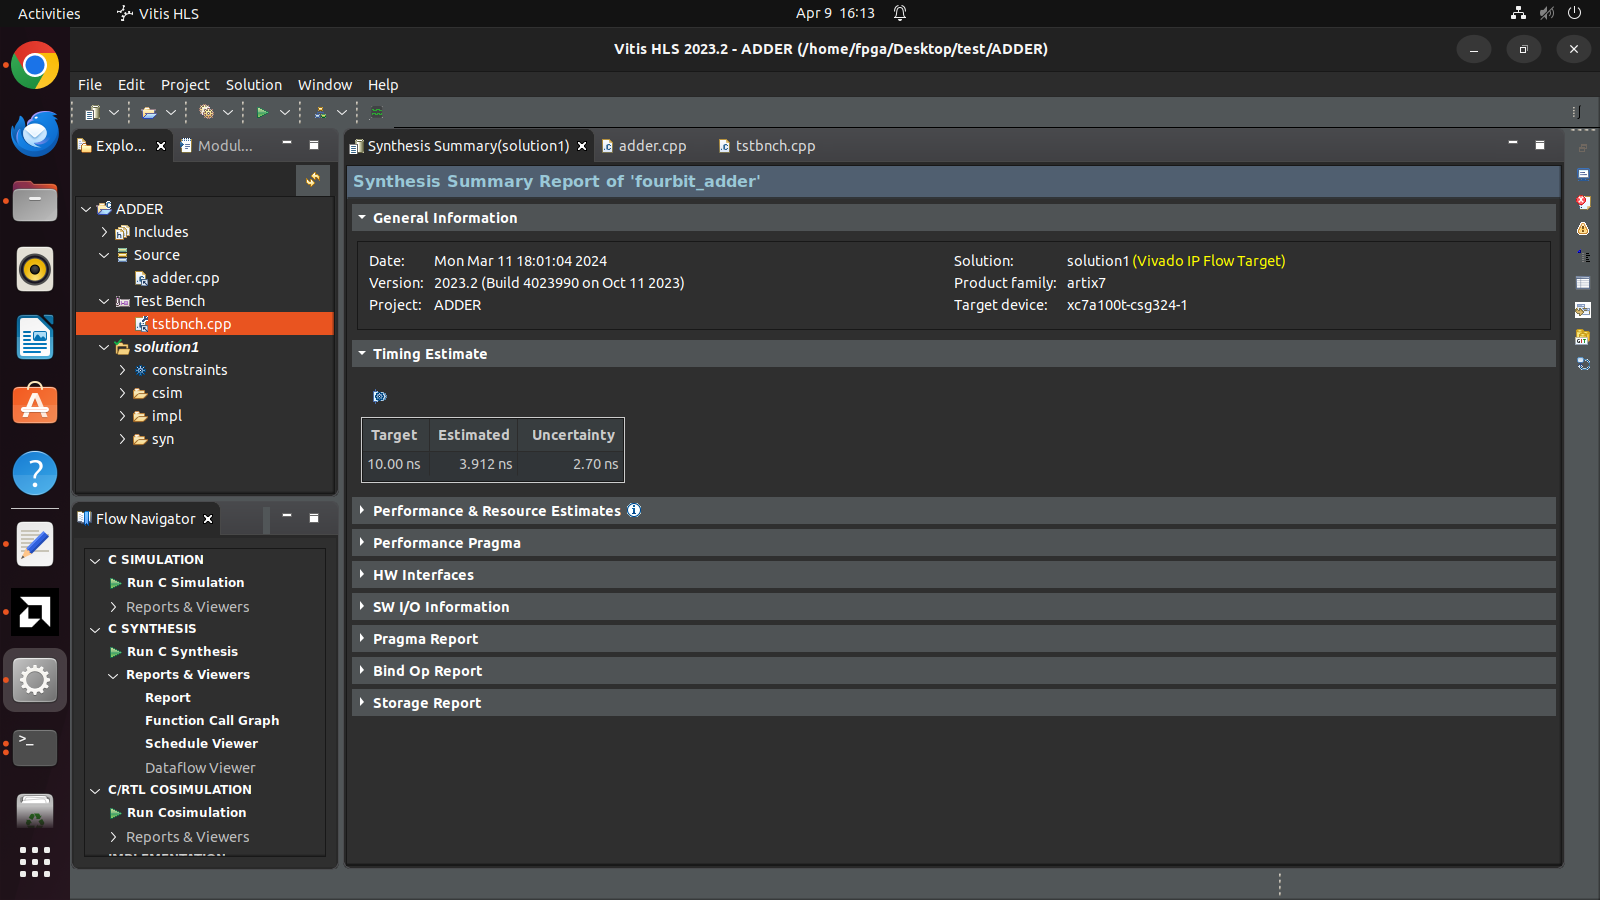 Activities
Vitis HLS
Apr 9 16:13
Vitis HLS 2023.2 - ADDER (/home/fpga/Desktop/test/ADDER)
File Edit Project Solution Window Help
Explo...
Modul...
ADDER
Includes
Source
adder.cpp
Test Bench
tstbnch.cpp
solution1
constraints
csim
impl
syn
Flow Navigator
C SIMULATION
Run C Simulation
Reports & Viewers
C SYNTHESIS
Run C Synthesis
Reports & Viewers
Report
Function Call Graph
Schedule Viewer
Dataflow Viewer
C/RTL COSIMULATION
Run Cosimulation
Reports & Viewers
IMPLEMENTATION
Synthesis Summary(solution1)
adder.cpp
tstbnch.cpp
Synthesis Summary Report of 'fourbit_adder'
General Information
Date: Mon Mar 11 18:01:04 2024
Version: 2023.2 (Build 4023990 on Oct 11 2023)
Project: ADDER
Solution: solution1 (Vivado IP Flow Target)
Product family: artix7
Target device: xc7a100t-csg324-1
Timing Estimate
Target Estimated Uncertainty
10.00 ns 3.912 ns 2.70 ns
Performance & Resource Estimates
Performance Pragma
HW Interfaces
SW I/O Information
Pragma Report
Bind Op Report
Storage Report